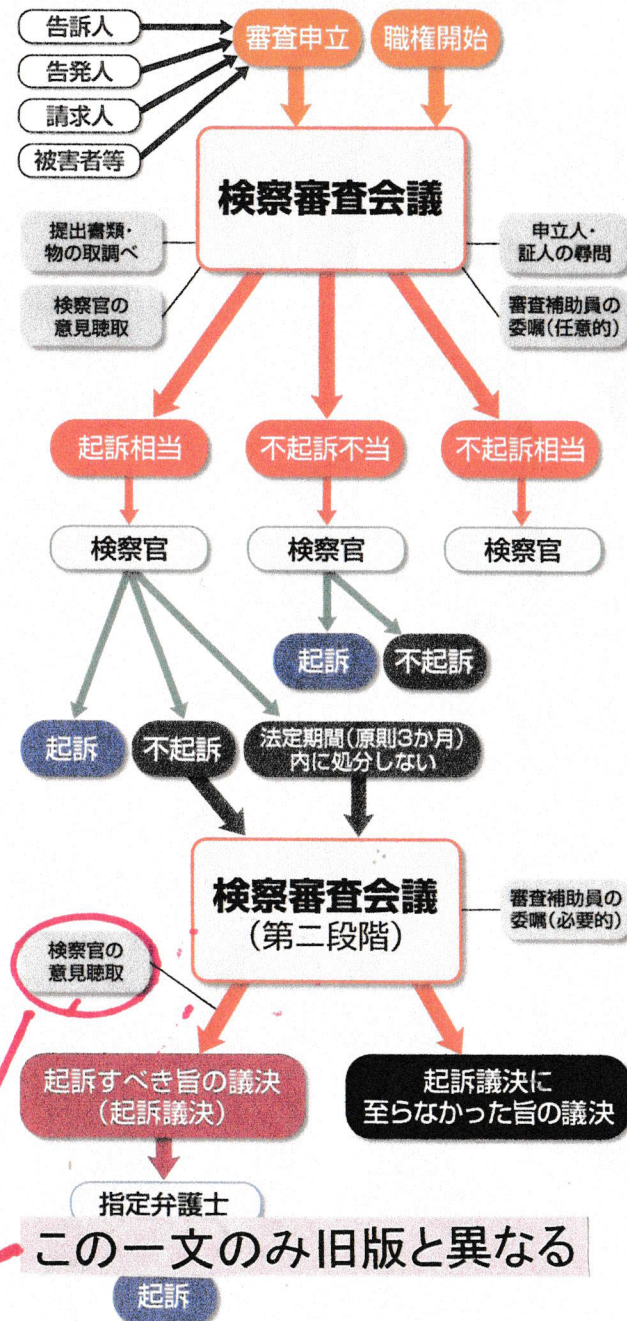 告訴人
告発人
請求人
被害者等
審査申立
職権開始
検察審査会議
提出書類・
物の取調べ
検察官の
意見聴取
申立人・
証人の尋問
審査補助員の
委嘱(任意的)
起訴相当
不起訴不当
不起訴相当
検察官
検察官
検察官
起訴
不起訴
起訴
不起訴
法定期間(原則3か月)
内に処分しない
検察審査会議
(第二段階)
審査補助員の
委嘱(必要的)
検察官の
意見聴取
起訴すべき旨の議決
(起訴議決)
起訴議決に
至らなかった旨の議決
指定弁護士
この一文のみ旧版と異なる
起訴